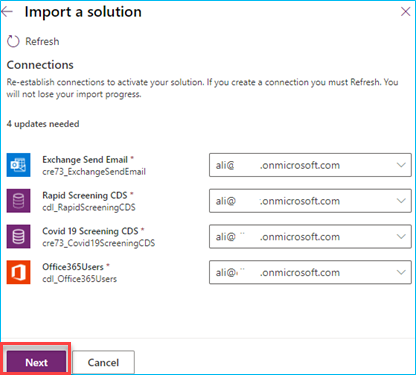 Import a solution
Refresh
Connections
Re-establish connections to activate your solution. If you create a connection you must Refresh. You
will not lose your import progress.
4 updates needed
Exchange Send Email *
cre73_ExchangeSendEmail
ali@ .onmicrosoft.com
Rapid Screening CDS *
cdl_RapidScreeningCDS
ali@ .onmicrosoft.com
Covid 19 Screening CDS *
cre73_Covid19ScreeningCDS
ali@ .onmicrosoft.com
Office365Users *
cdl_Office365Users
ali@ .onmicrosoft.com
Next
Cancel